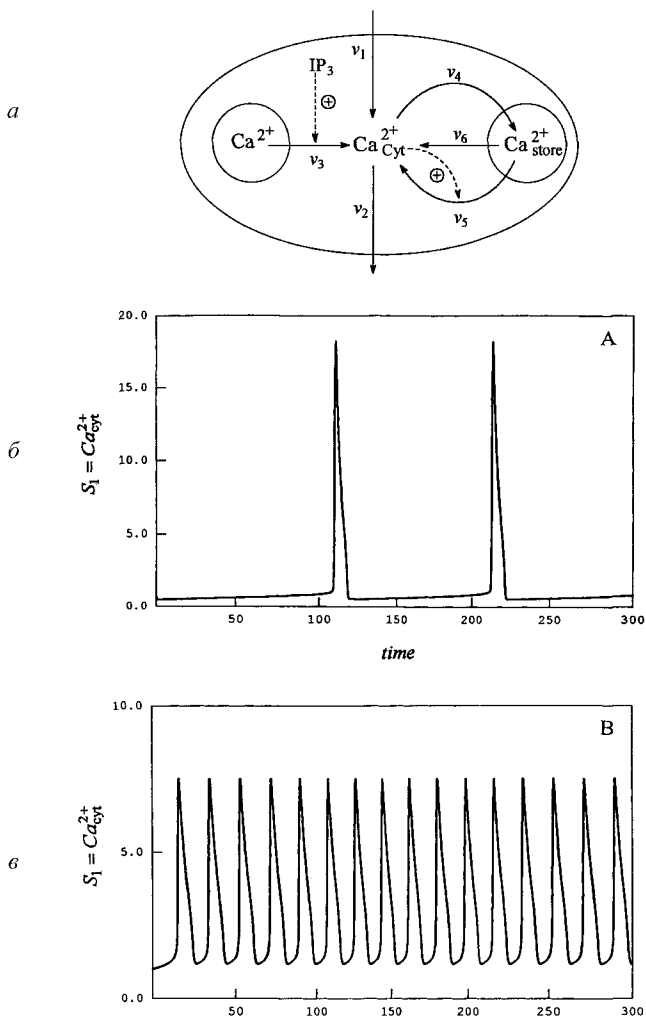 а
v₁
IP₃
⊕
v₄
Ca²⁺
v₃
Ca²⁺Cyt
v₆
Ca²⁺store
⊕
v₂
v₅
б
20.0
15.0
10.0
5.0
0.0
S₁ = Ca²⁺cyt
A
50
100
150
200
250
300
time
в
10.0
5.0
0.0
S₁ = Ca²⁺cyt
B
50
100
150
200
250
300